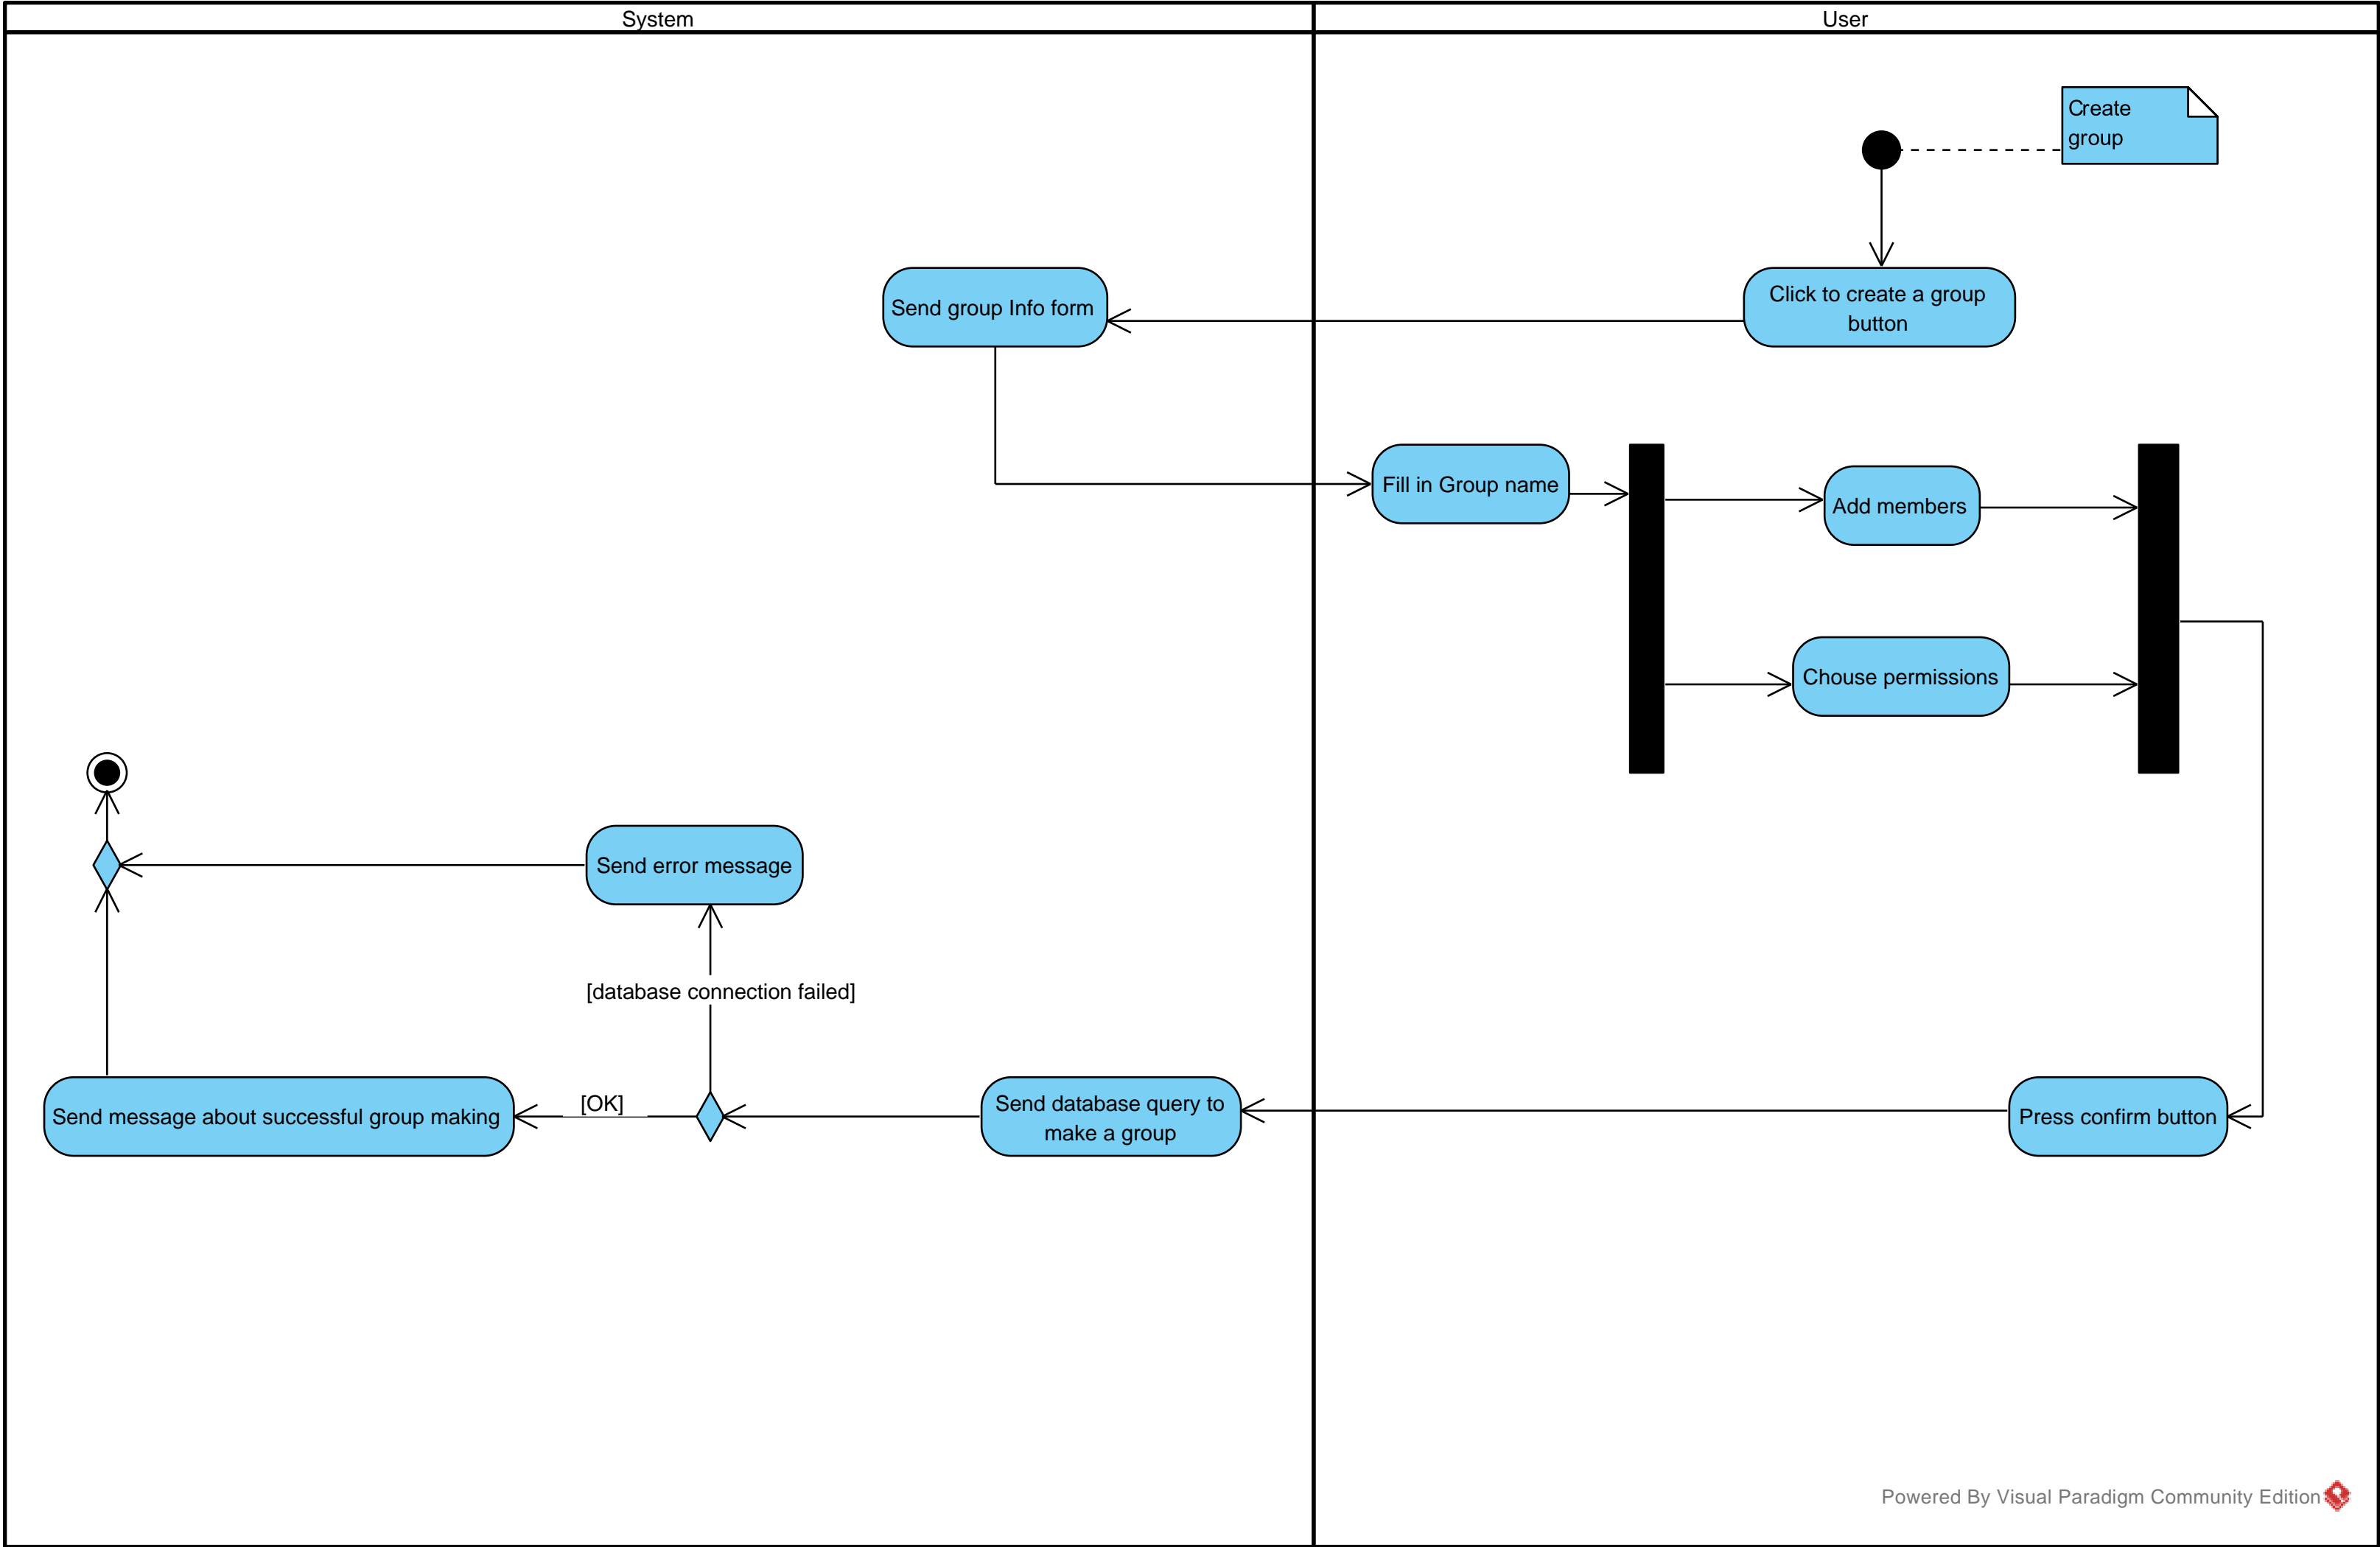 System
User
Create
group
Send group Info form
Click to create a group
button
Fill in Group name
Add members
Chouse permissions
Send error message
[database connection failed]
Send message about successful group making
[OK]
Send database query to
make a group
Press confirm button
Powered By Visual Paradigm Community Edition